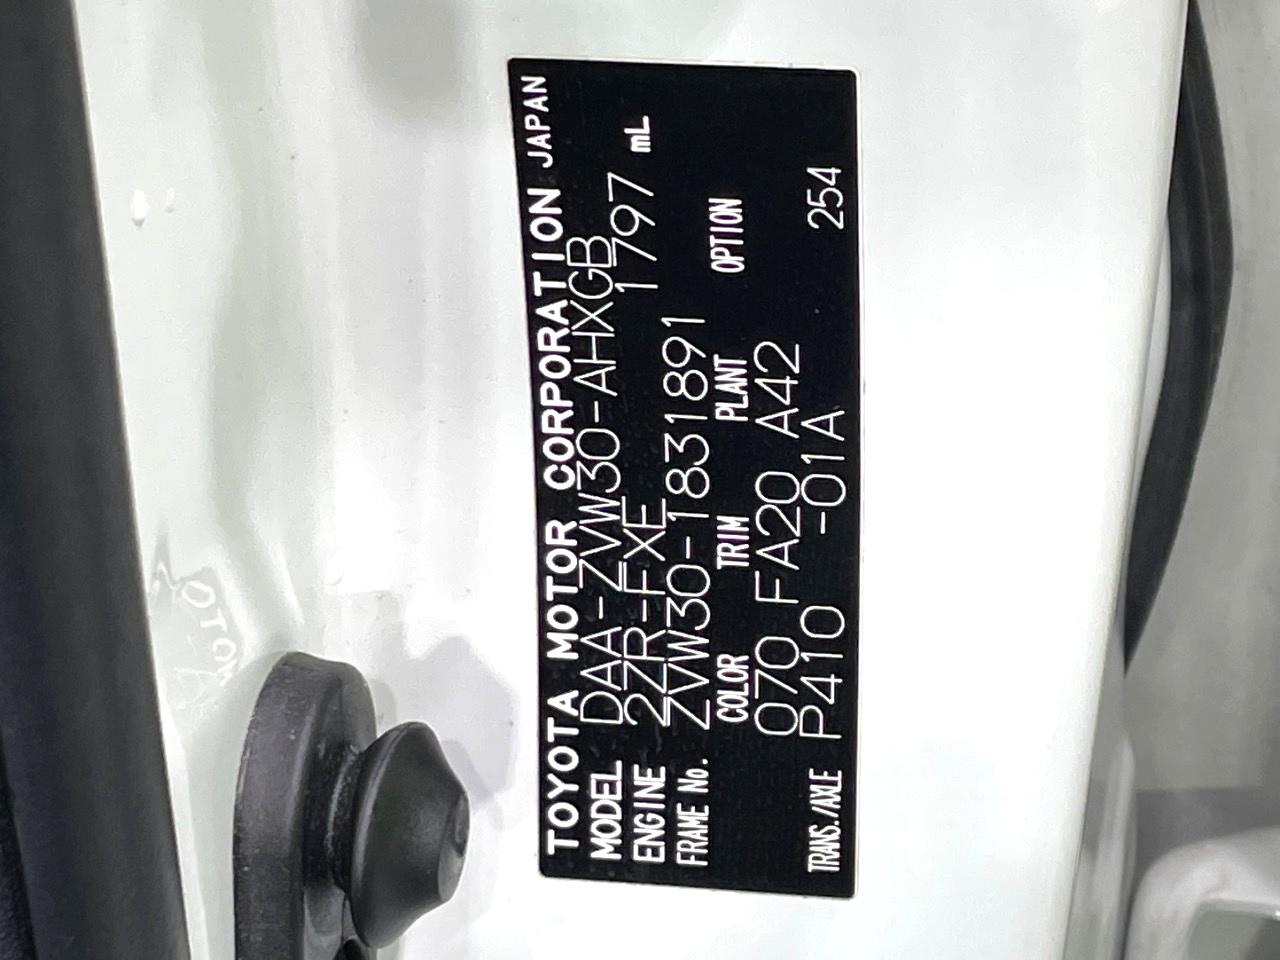 TOYOTA MOTOR CORPORATION JAPAN
MODEL DAA-ZVW30-AHXGB
ENGINE 2ZR-FXE 1797 mL
FRAME No. ZVW30-1831891
COLOR TRIM PLANT OPTION
070 FA20 A42
TRANS./AXLE P410 -01A 254